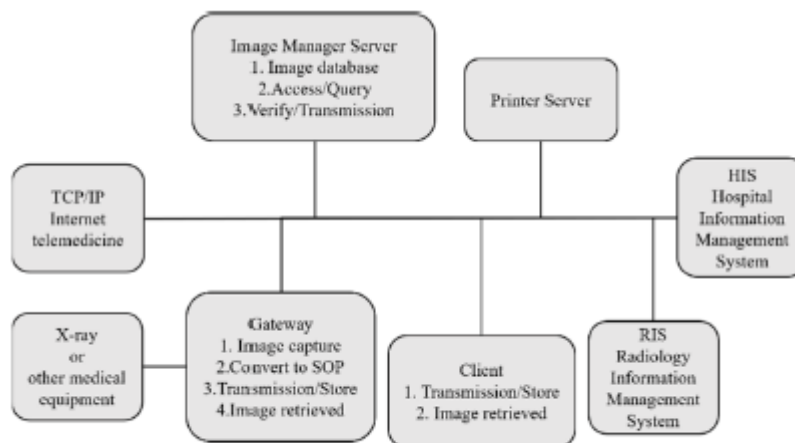 Image Manager Server
1. Image database
2.Access/Query
3.Verify/Transmission
Printer Server
TCP/IP
Internet
telemedicine
HIS
Hospital
Information
Management
System
X-ray
or
other medical
equipment
Gateway
1. Image capture
2.Convert to SOP
3.Transmission/Store
4.Image retrieved
Client
1. Transmission/Store
2. Image retrieved
RIS
Radiology
Information
Management
System